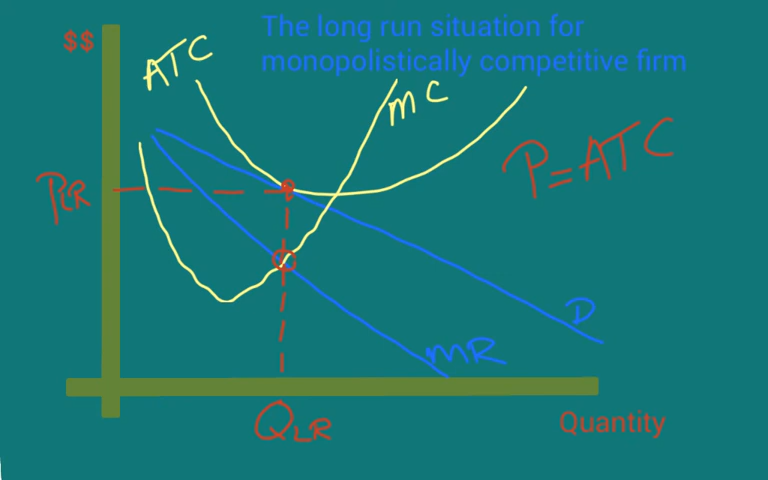 The long run situation for
monopolistically competitive firm
$$
ATC
MC
P=ATC
PLR
D
MR
QLR
Quantity